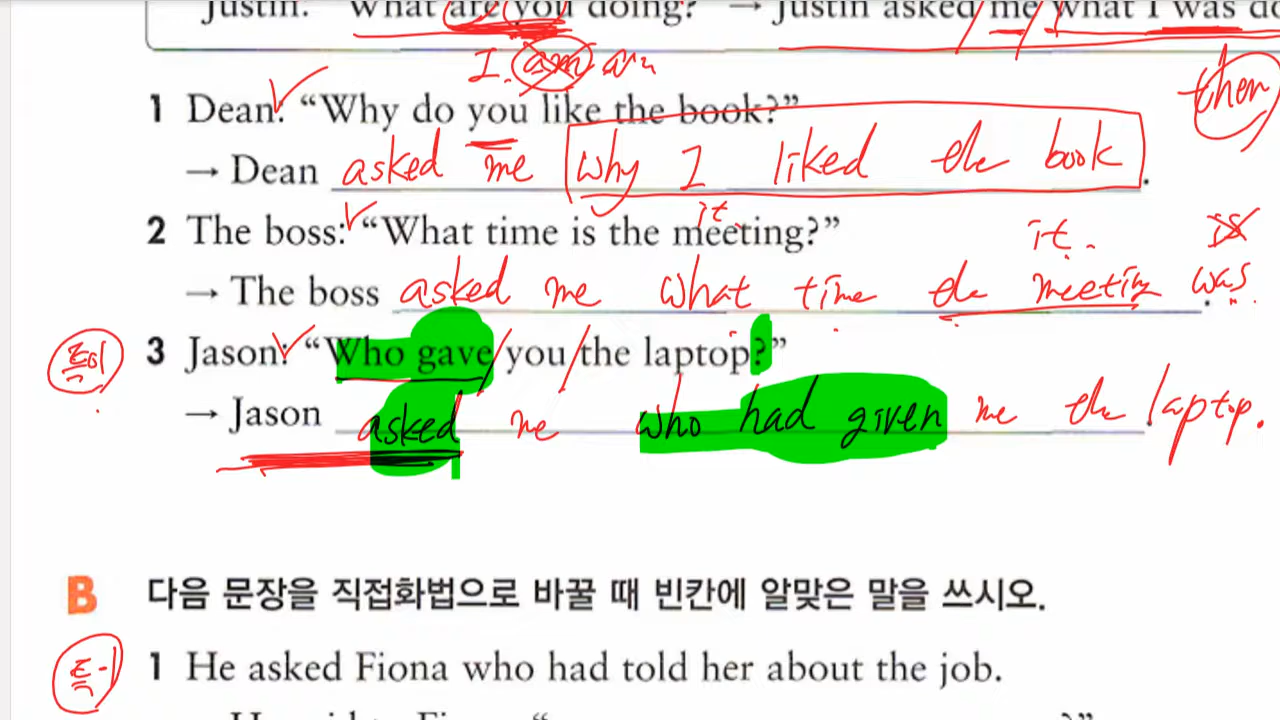 Justin: "What are you doing? → Justin asked me what I was do
I. am are
then
1 Dean: “Why do you like the book?”
→ Dean asked me why I liked the book.
it it. is
2 The boss: “What time is the meeting?”
→ The boss asked me what time the meeting was.
3 Jason: “Who gave you the laptop?”
→ Jason asked me who had given me the laptop.
B 다음 문장을 직접화법으로 바꿀 때 빈칸에 알맞은 말을 쓰시오.
1 He asked Fiona who had told her about the job.